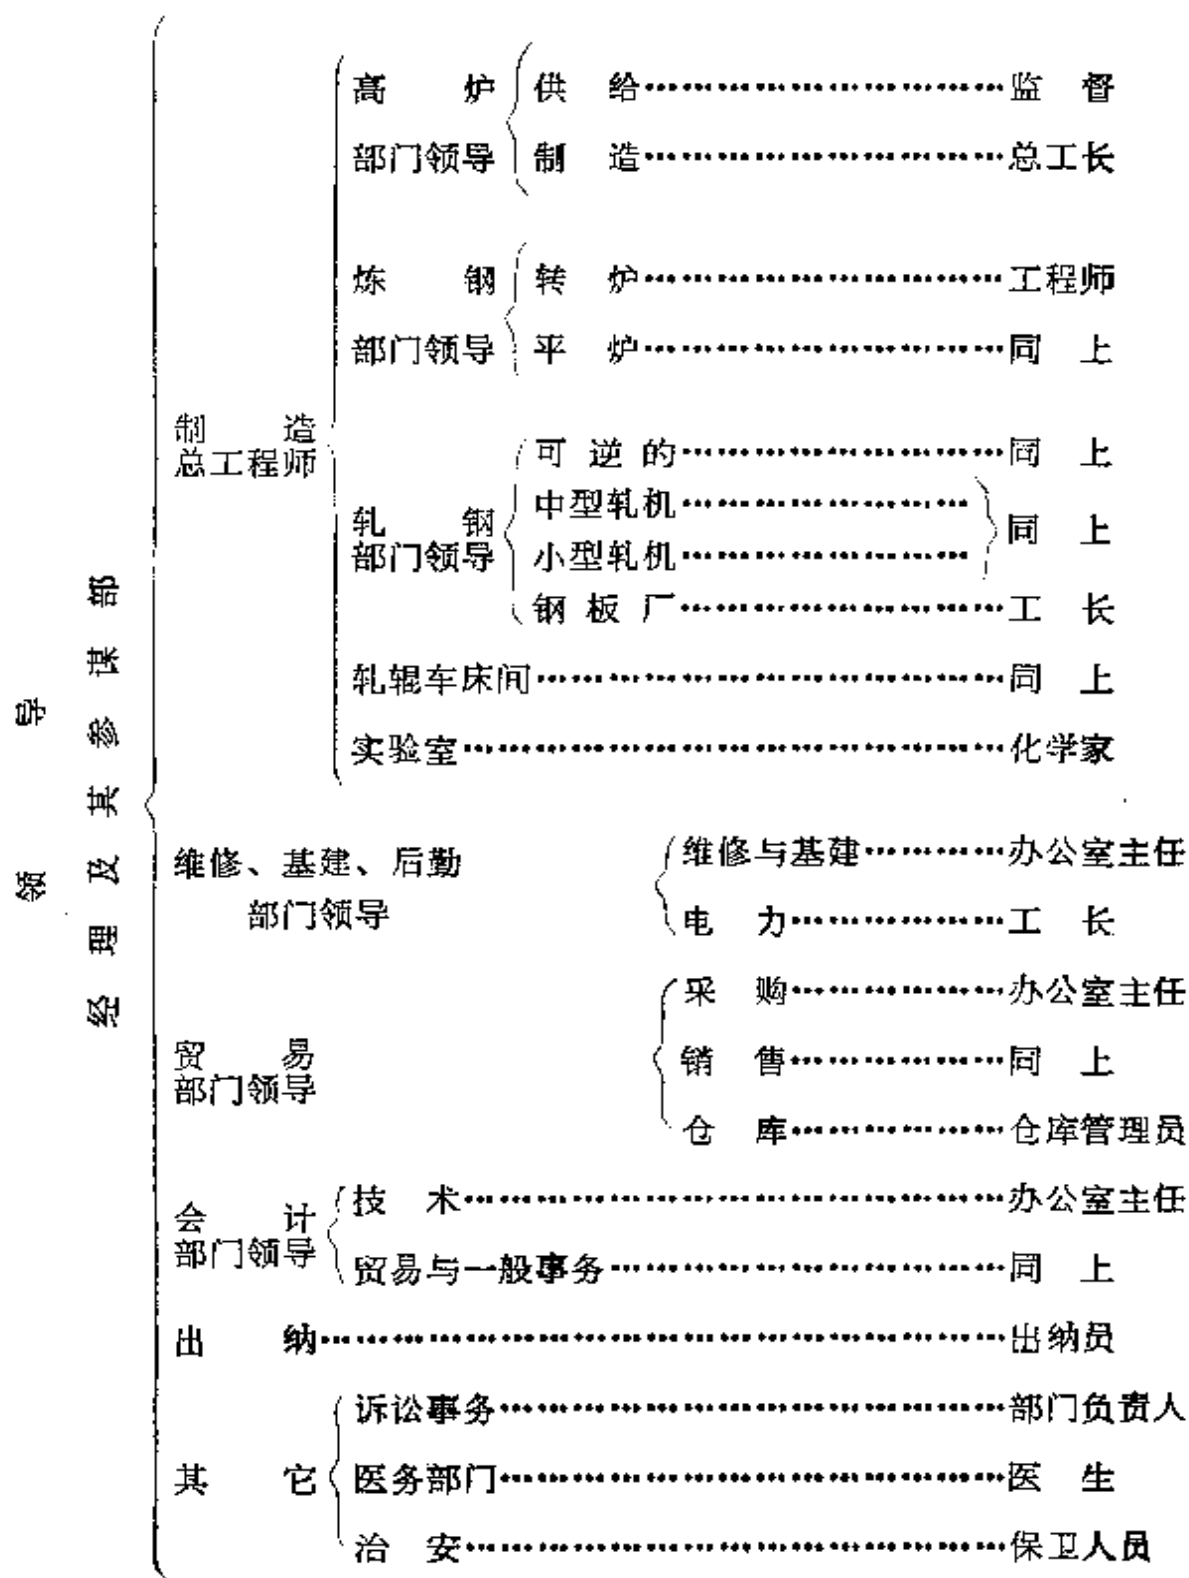 领导
经理及其参谋部
制造
总工程师
高炉
部门领导
供给………………………监督
制造………………………总工长
炼钢
部门领导
转炉………………………工程师
平炉………………………同上
轧钢
部门领导
可逆的……………………同上
中型轧机…………………
小型轧机…………………
同上
钢板厂……………………工长
轧辊车床间………………………………同上
实验室……………………………………化学家
维修、基建、后勤
部门领导
维修与基建…………办公室主任
电力………………工长
贸易
部门领导
采购………………办公室主任
销售………………同上
仓库………………仓库管理员
会计
部门领导
技术……………………………………办公室主任
贸易与一般事务…………………………同上
出纳………………………………………………出纳员
其它
诉讼事务…………………………………部门负责人
医务部门…………………………………医生
治安……………………………………保卫人员